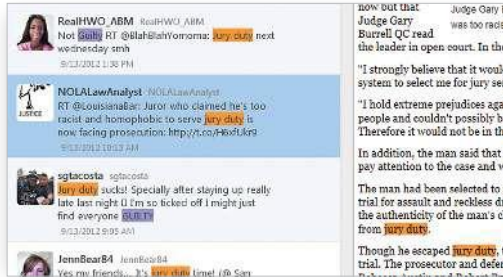 RealHWO_ABM RealHWO_ABM
Not Guilty RT @BlahBlahYomoma: Jury duty next
wednesday smh
9/13/2012 1:38 PM
NOLALawAnalyst NOLALawAnalyst
RT @LouisianaBar: Juror who claimed he's too
racist and homophobic to serve jury duty is
now facing prosecution: http://t.co/H6xfUkr9
9/13/2012 10:13 AM
JUSTICE
sgtacosta sgtacosta
Jury duty sucks! Specially after staying up really
late last night I'm so ticked off I might just
find everyone GUILTY
9/13/2012 9:05 AM
JennBear84 JennBear84
Yes my friends... It's jury duty time! (@ San
now out that
Judge Gary
Burrell QC read
the leader in open court. In the
Judge Gary
was too racis
"I strongly believe that it woul
system to select me for jury se
"I hold extreme prejudices aga
people and couldn't possibly b
Therefore it would not be in th
In addition, the man said that
pay attention to the case and w
The man had been selected to
trial for assault and reckless dr
the authenticity of the man's c
from jury duty.
Though he escaped jury duty,
trial. The prosecutor and defen